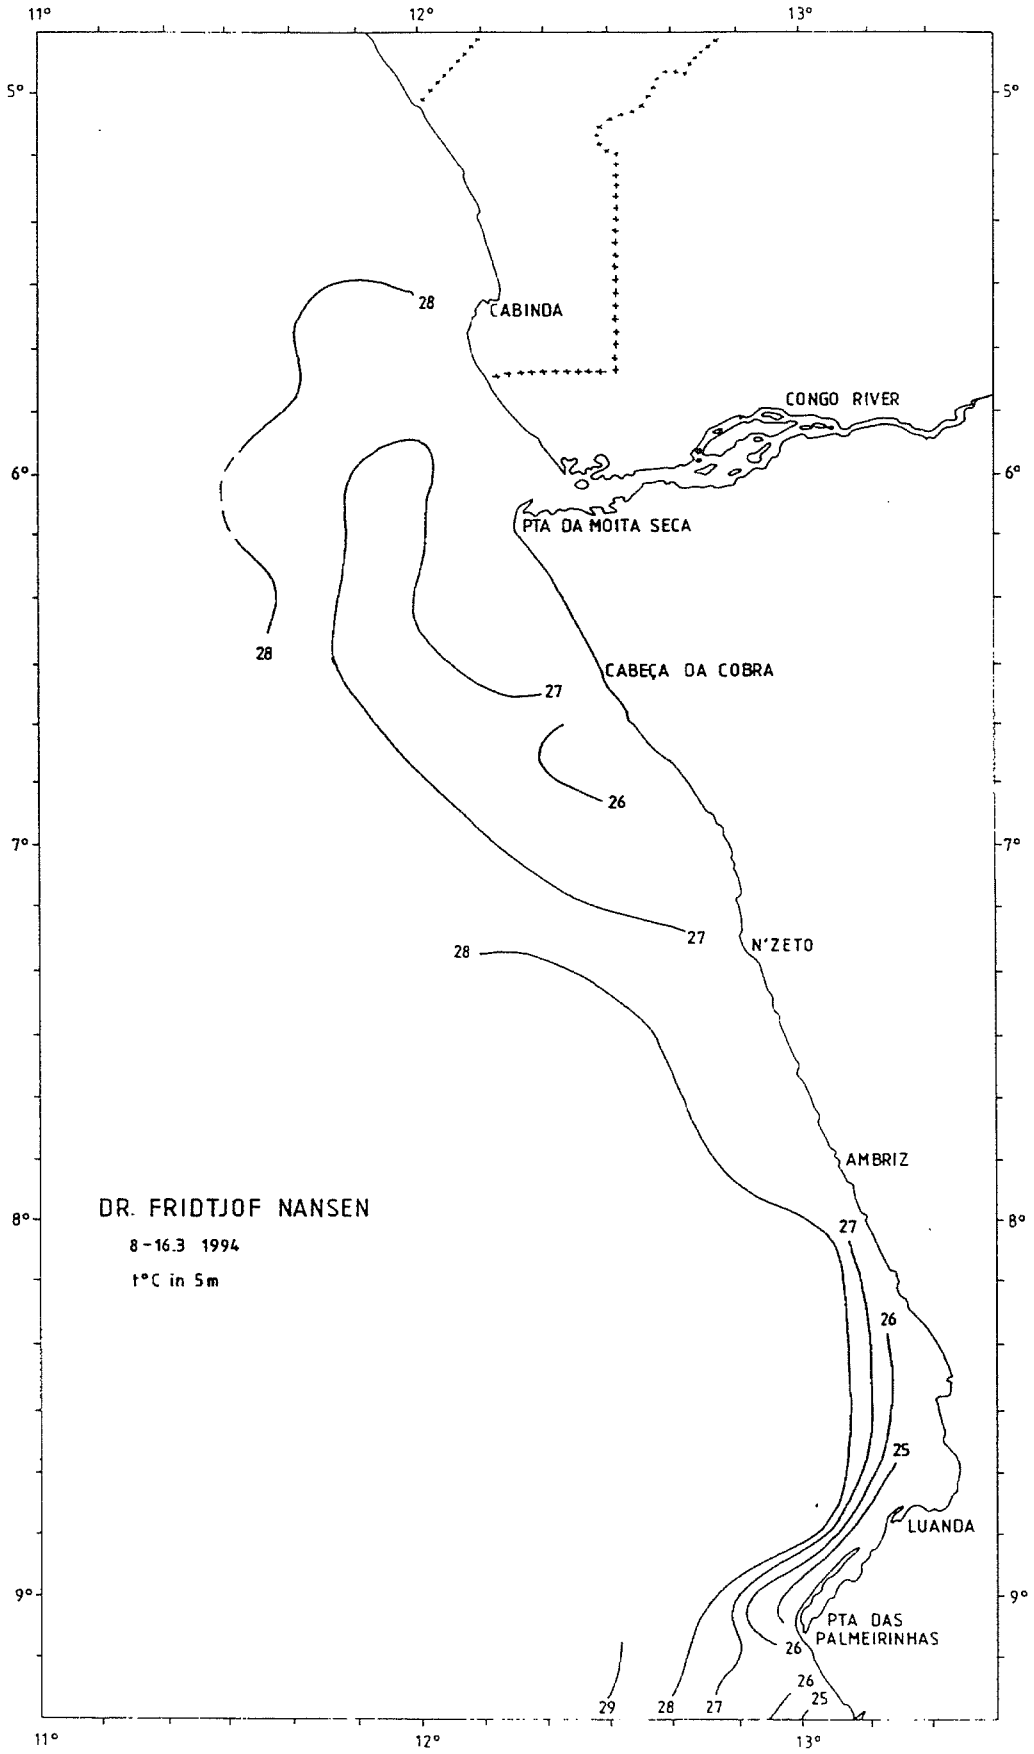 11°
12°
13°
5°
5°
28
CABINDA
CONGO RIVER
6°
6°
PTA DA MOITA SECA
28
CABEÇA DA COBRA
27
26
7°
7°
27
28
N'ZETO
AMBRIZ
DR. FRIDTJOF NANSEN
8°
27
8°
8-16.3 1994
t°C in 5m
26
25
LUANDA
9°
9°
PTA DAS
PALMEIRINHAS
26
26
29
28
27
25
11°
12°
13°